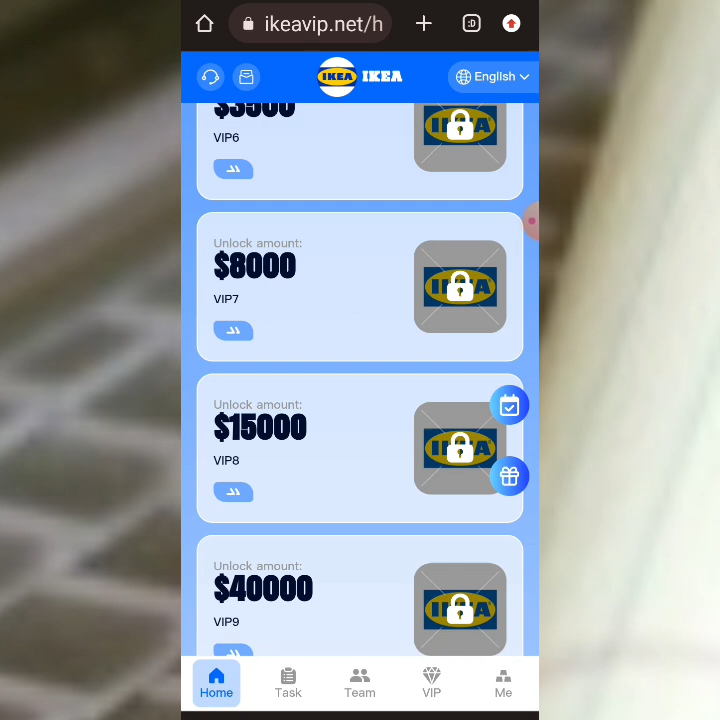 ikeavip.net/h
:D
IKEA IKEA
English
$3500
VIP6
Unlock amount:
$8000
VIP7
Unlock amount:
$15000
VIP8
Unlock amount:
$40000
VIP9
Home
Task
Team
VIP
Me